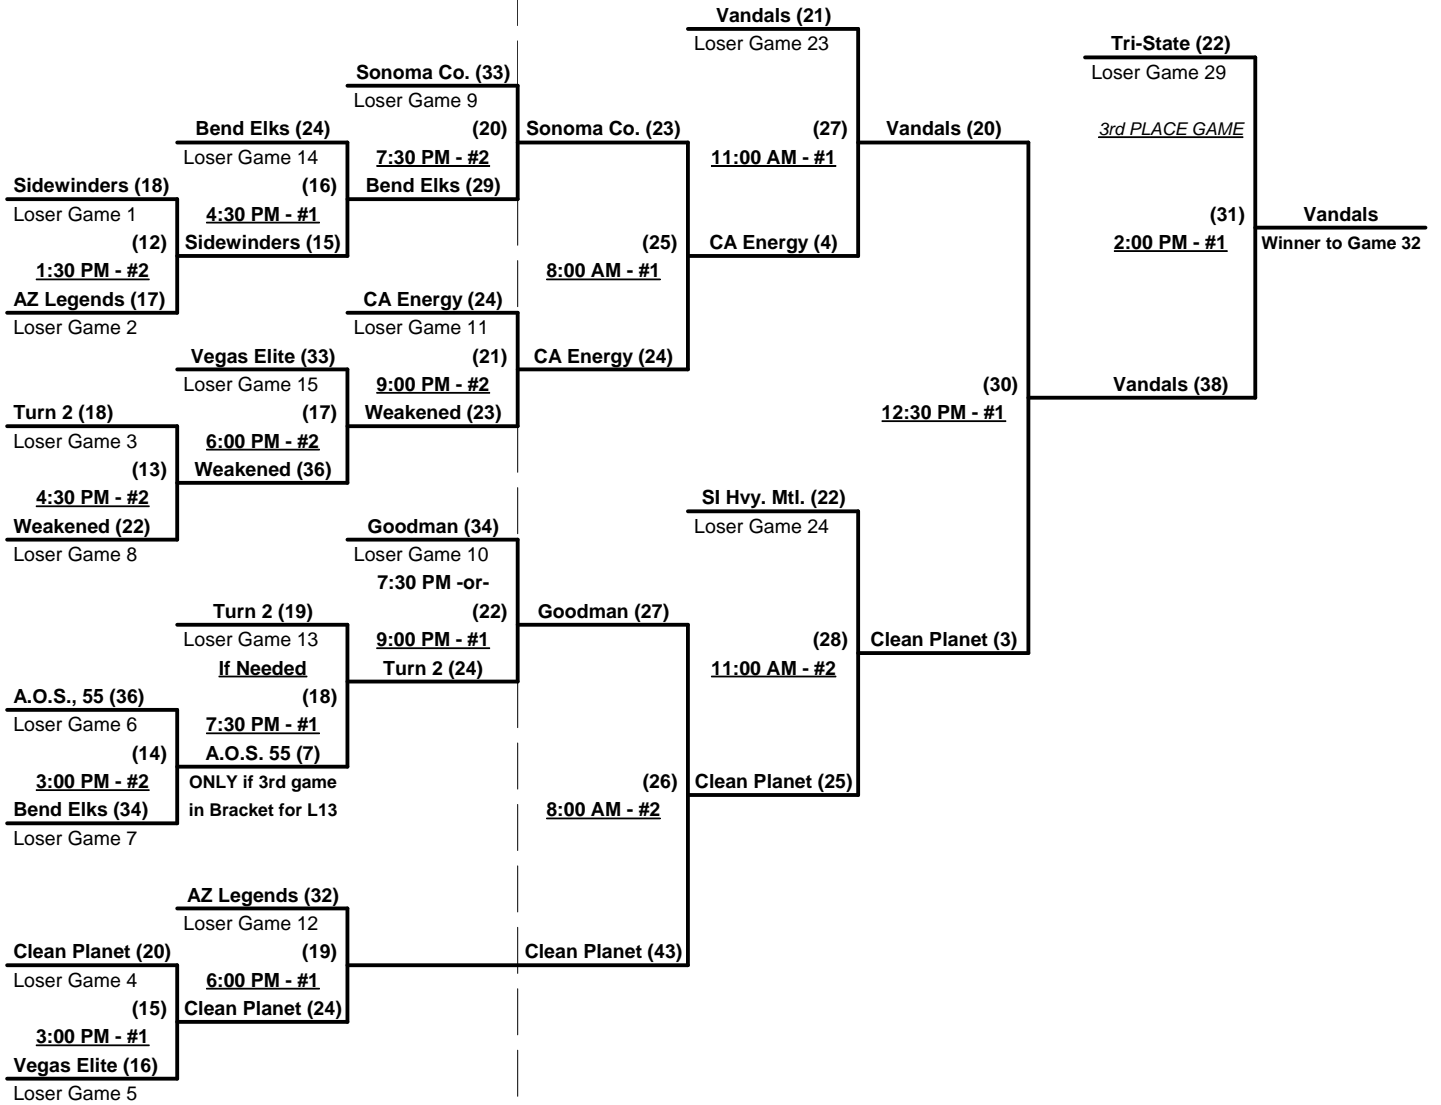 Vandals (21)
Loser Game 23
Tri-State (22)
Loser Game 29
Sonoma Co. (33)
Loser Game 9
Bend Elks (24)
(20)
Sonoma Co. (23)
(27)
Vandals (20)
3rd PLACE GAME
Loser Game 14
7:30 PM - #2
11:00 AM - #1
Sidewinders (18)
(16)
Bend Elks (29)
Loser Game 1
4:30 PM - #1
(31)
Vandals
(12)
Sidewinders (15)
(25)
CA Energy (4)
2:00 PM - #1
Winner to Game 32
1:30 PM - #2
8:00 AM - #1
AZ Legends (17)
CA Energy (24)
Loser Game 2
Loser Game 11
Vegas Elite (33)
(21)
CA Energy (24)
Loser Game 15
9:00 PM - #2
(30)
Vandals (38)
Turn 2 (18)
(17)
Weakened (23)
12:30 PM - #1
Loser Game 3
6:00 PM - #2
(13)
Weakened (36)
4:30 PM - #2
SI Hvy. Mtl. (22)
Weakened (22)
Goodman (34)
Loser Game 24
Loser Game 8
Loser Game 10
7:30 PM -or-
Turn 2 (19)
(22)
Goodman (27)
Loser Game 13
9:00 PM - #1
(28)
Clean Planet (3)
If Needed
Turn 2 (24)
11:00 AM - #2
A.O.S., 55 (36)
(18)
Loser Game 6
7:30 PM - #1
(14)
A.O.S. 55 (7)
3:00 PM - #2
ONLY if 3rd game
(26)
Clean Planet (25)
Bend Elks (34)
in Bracket for L13
8:00 AM - #2
Loser Game 7
AZ Legends (32)
Loser Game 12
Clean Planet (20)
(19)
Clean Planet (43)
Loser Game 4
6:00 PM - #1
(15)
Clean Planet (24)
3:00 PM - #1
Vegas Elite (16)
Loser Game 5